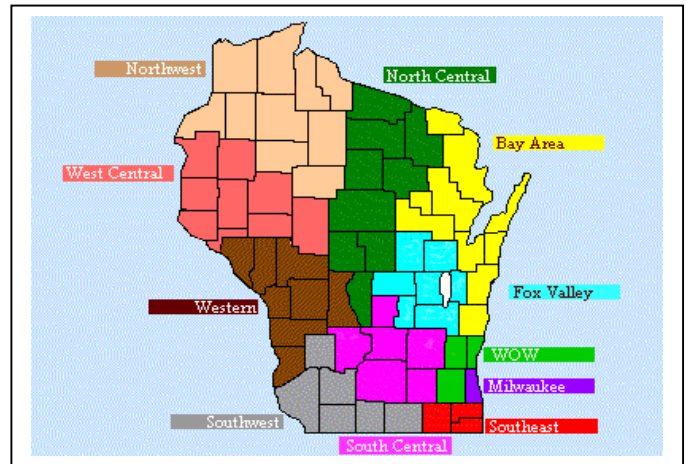 Northwest
North Central
Bay Area
West Central
Fox Valley
Western
WOW
Milwaukee
Southwest
Southeast
South Central